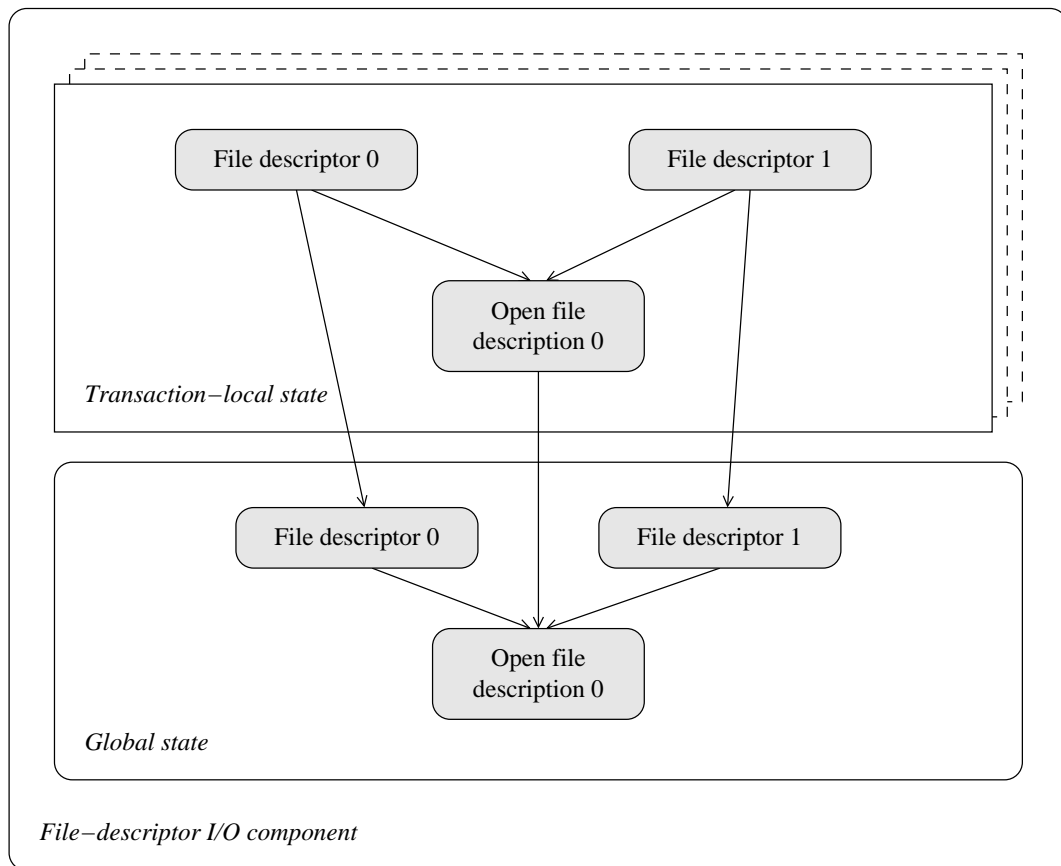 File descriptor 0
File descriptor 1
Open file
description 0
Transaction−local state
File descriptor 0
File descriptor 1
Open file
description 0
Global state
File−descriptor I/O component